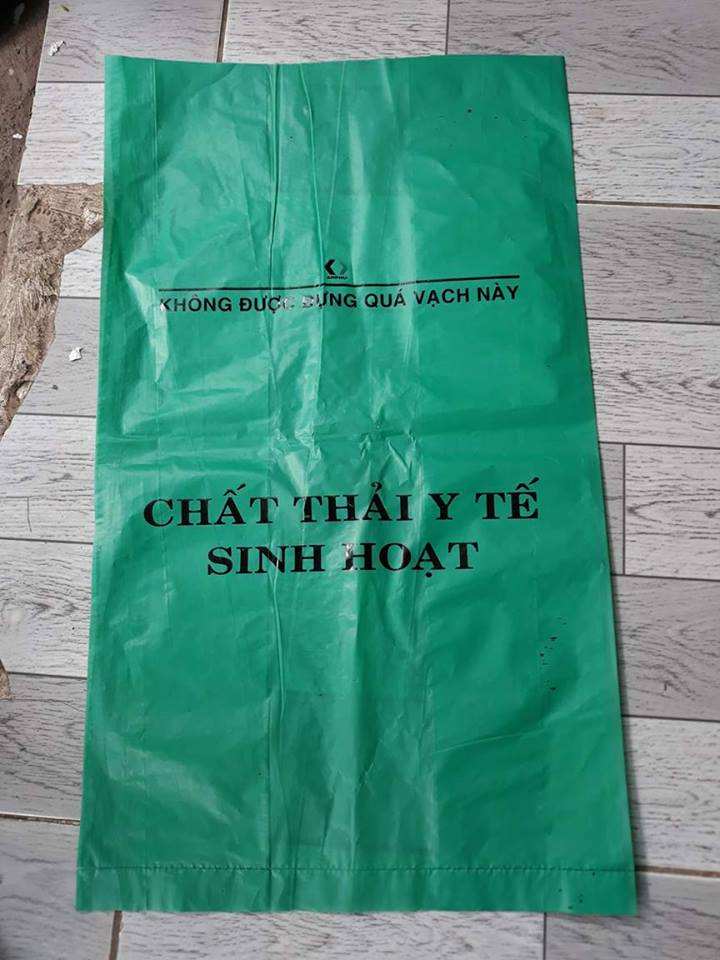 KHÔNG ĐƯỢC ĐỰNG QUÁ VẠCH NÀY
CHẤT THẢI Y TẾ
SINH HOẠT